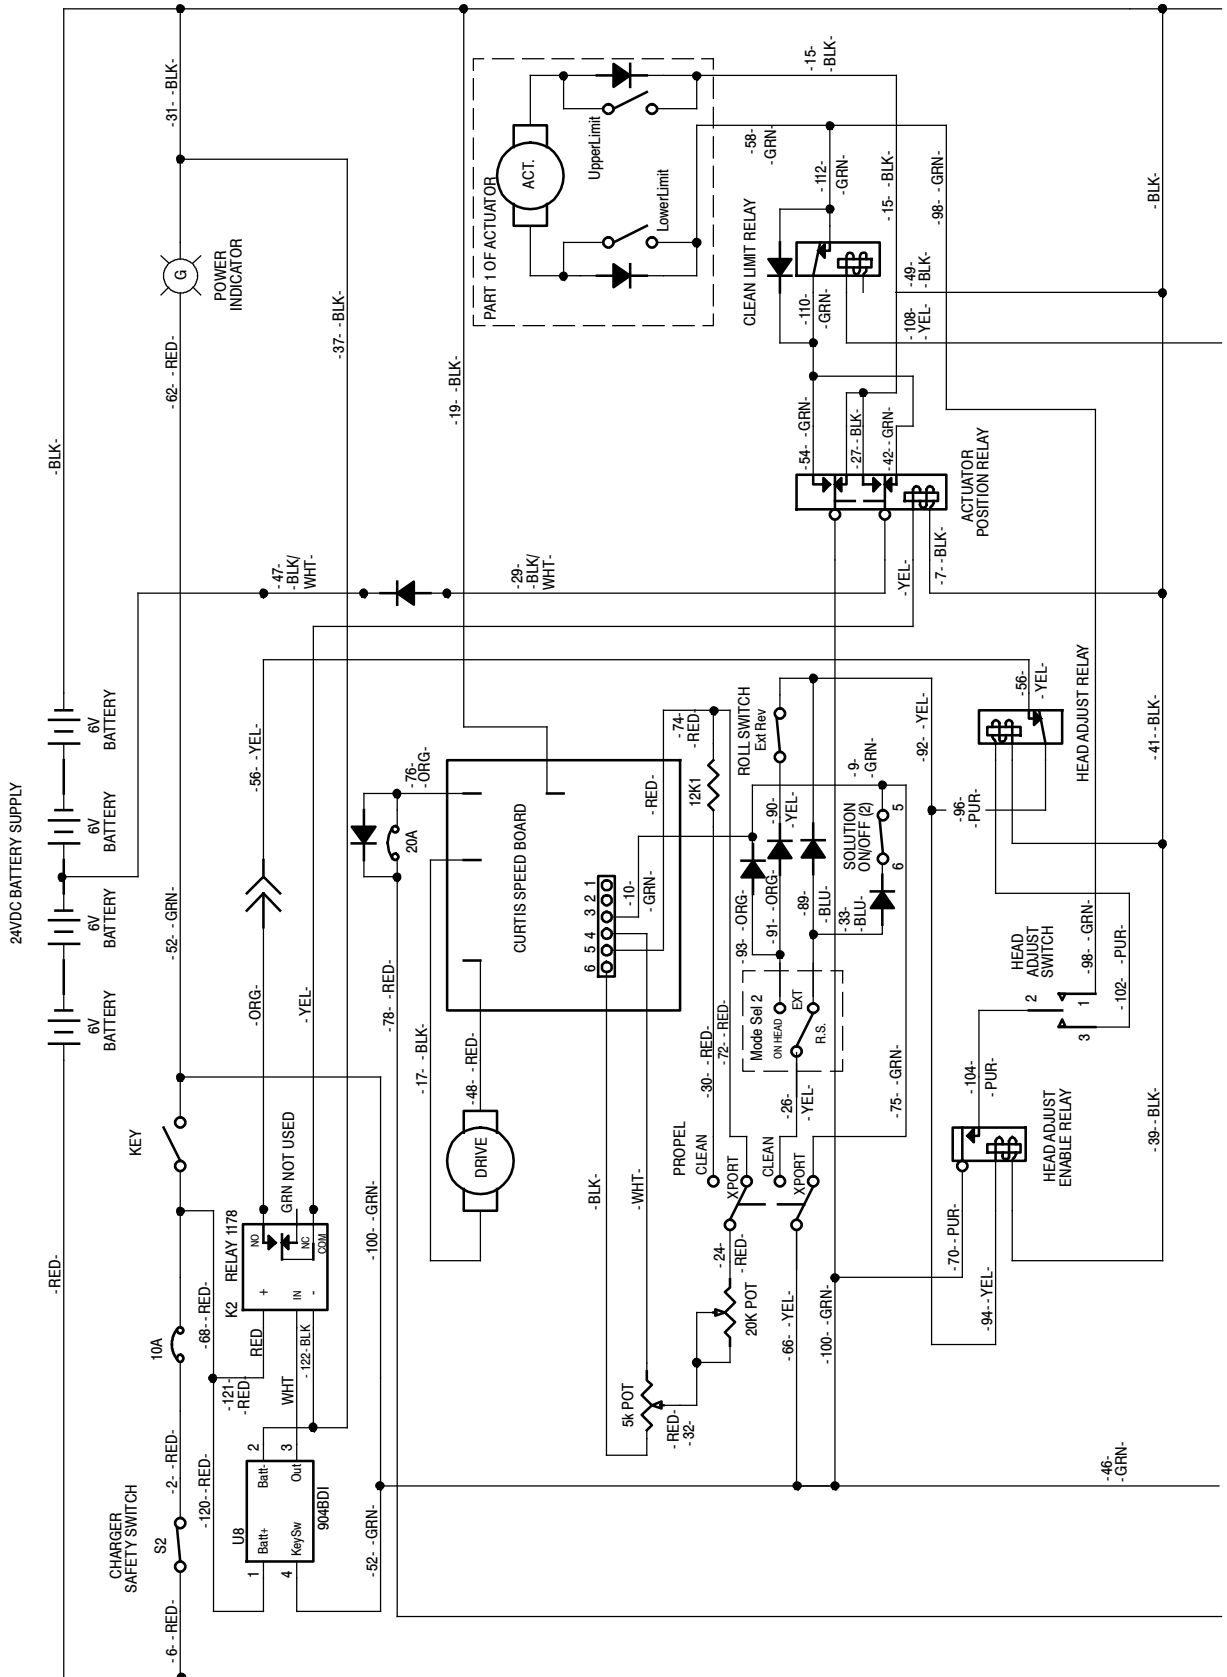 24VDC BATTERY SUPPLY
6V
BATTERY
6V
BATTERY
6V
BATTERY
6V
BATTERY
-RED-
-BLK-
CHARGER
SAFETY SWITCH
S2
-6- -RED-
-2- -RED-
10A
KEY
-52- -GRN-
-62- -RED-
G
POWER
INDICATOR
-31- -BLK-
-120- -RED-
-121-
-RED-
-68- -RED-
U8
1
Batt+
Batt-
2
4
KeySw
Out
3
904BDI
K2
RELAY 1178
RED
WHT
-122- BLK
+
IN
-
NO
NC
COM
GRN NOT USED
-ORG-
-YEL-
-56- -YEL-
-47-
-BLK/
WHT-
-37- -BLK-
-52- -GRN-
-100- -GRN-
-78- -RED-
20A
-76-
-ORG-
-19- -BLK-
-29-
-BLK/
WHT-
DRIVE
-17- -BLK-
-48- -RED-
CURTIS SPEED BOARD
6
5
4
3
2
1
-10-
-GRN-
-RED-
-74-
-RED-
-BLK-
-WHT-
12K1
5k POT
-RED-
-32-
20K POT
-24-
-RED-
PROPEL
CLEAN
XPORT
CLEAN
XPORT
-30- -RED-
-72- -RED-
-93- -ORG-
-91- -ORG-
-90-
-YEL-
ROLL SWITCH
Ext Rev
Mode Sel 2
ON HEAD
EXT
R.S.
-26-
-YEL-
-89-
-BLU-
-33-
-BLU-
SOLUTION
ON/OFF (2)
6
5
-9-
-GRN-
-75- -GRN-
-66- -YEL-
-100- -GRN-
-92- -YEL-
-96-
-PUR-
-56-
-YEL-
HEAD ADJUST RELAY
-70- -PUR-
-94- -YEL-
HEAD ADJUST
ENABLE RELAY
-104-
-PUR-
HEAD
ADJUST
SWITCH
2
3
1
-98- -GRN-
-102- -PUR-
-39- -BLK-
-41- -BLK-
-46-
-GRN-
PART 1 OF ACTUATOR
ACT.
UpperLimit
LowerLimit
-15-
-BLK-
-58-
-GRN-
CLEAN LIMIT RELAY
-112-
-GRN-
-110-
-GRN-
-15- -BLK-
-98- -GRN-
-49-
-BLK-
-108-
-YEL-
-54- -GRN-
-27- -BLK-
-42- -GRN-
ACTUATOR
POSITION RELAY
-YEL-
-7- -BLK-
-BLK-